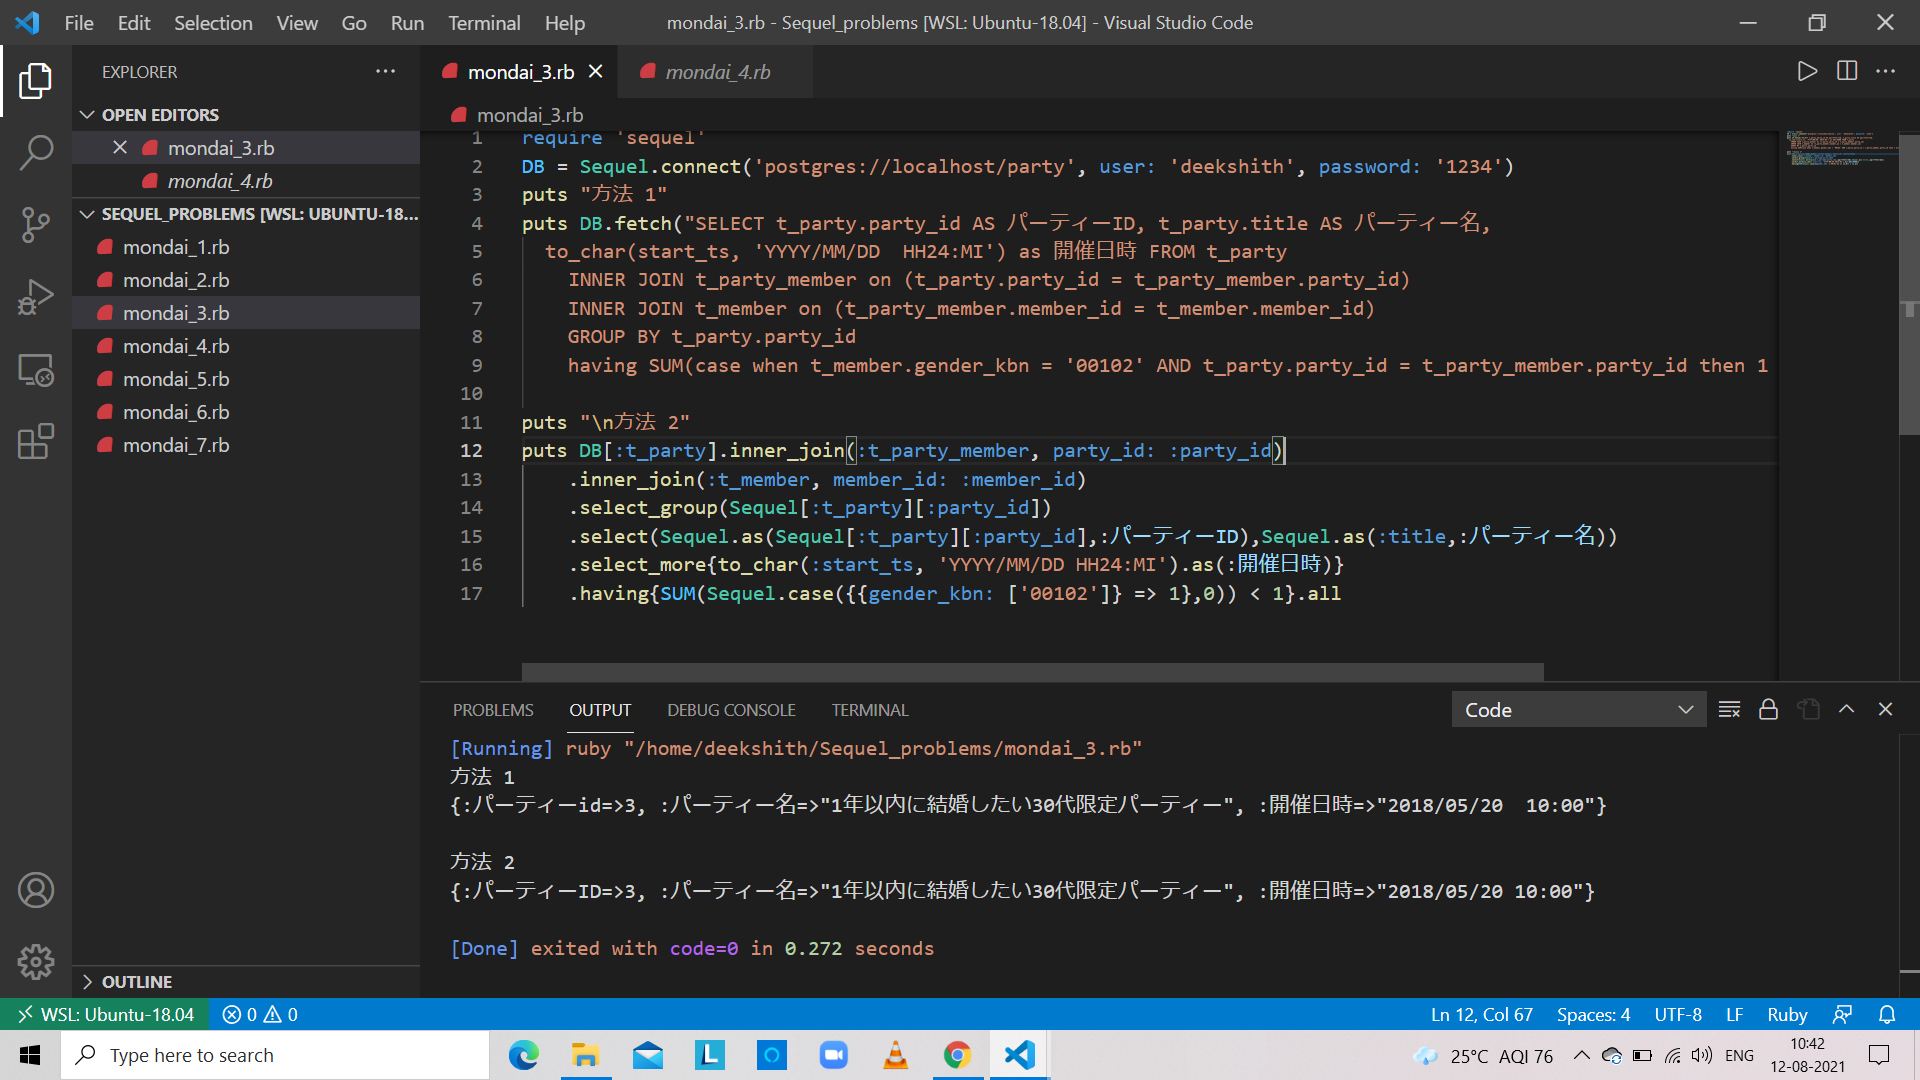 File Edit Selection View Go Run Terminal Help
mondai_3.rb - Sequel_problems [WSL: Ubuntu-18.04] - Visual Studio Code
EXPLORER
OPEN EDITORS
mondai_3.rb
mondai_4.rb
SEQUEL_PROBLEMS [WSL: UBUNTU-18...
mondai_1.rb
mondai_2.rb
mondai_3.rb
mondai_4.rb
mondai_5.rb
mondai_6.rb
mondai_7.rb
OUTLINE
mondai_3.rb
mondai_4.rb
mondai_3.rb
1 require 'sequel'
2 DB = Sequel.connect('postgres://localhost/party', user: 'deekshith', password: '1234')
3 puts "方法 1"
4 puts DB.fetch("SELECT t_party.party_id AS パーティーID, t_party.title AS パーティー名,
5 to_char(start_ts, 'YYYY/MM/DD  HH24:MI') as 開催日時 FROM t_party
6 INNER JOIN t_party_member on (t_party.party_id = t_party_member.party_id)
7 INNER JOIN t_member on (t_party_member.member_id = t_member.member_id)
8 GROUP BY t_party.party_id
9 having SUM(case when t_member.gender_kbn = '00102' AND t_party.party_id = t_party_member.party_id then 1
10
11 puts "\n方法 2"
12 puts DB[:t_party].inner_join(:t_party_member, party_id: :party_id)
13 .inner_join(:t_member, member_id: :member_id)
14 .select_group(Sequel[:t_party][:party_id])
15 .select(Sequel.as(Sequel[:t_party][:party_id],:パーティーID),Sequel.as(:title,:パーティー名))
16 .select_more{to_char(:start_ts, 'YYYY/MM/DD HH24:MI').as(:開催日時)}
17 .having{SUM(Sequel.case({{gender_kbn: ['00102']} => 1},0)) < 1}.all
PROBLEMS OUTPUT DEBUG CONSOLE TERMINAL
Code
[Running] ruby "/home/deekshith/Sequel_problems/mondai_3.rb"
方法 1
{:パーティーid=>3, :パーティー名=>"1年以内に結婚したい30代限定パーティー", :開催日時=>"2018/05/20  10:00"}
方法 2
{:パーティーID=>3, :パーティー名=>"1年以内に結婚したい30代限定パーティー", :開催日時=>"2018/05/20 10:00"}
[Done] exited with code=0 in 0.272 seconds
WSL: Ubuntu-18.04 0 0
Ln 12, Col 67 Spaces: 4 UTF-8 LF Ruby
Type here to search
25°C AQI 76 ENG
10:42
12-08-2021